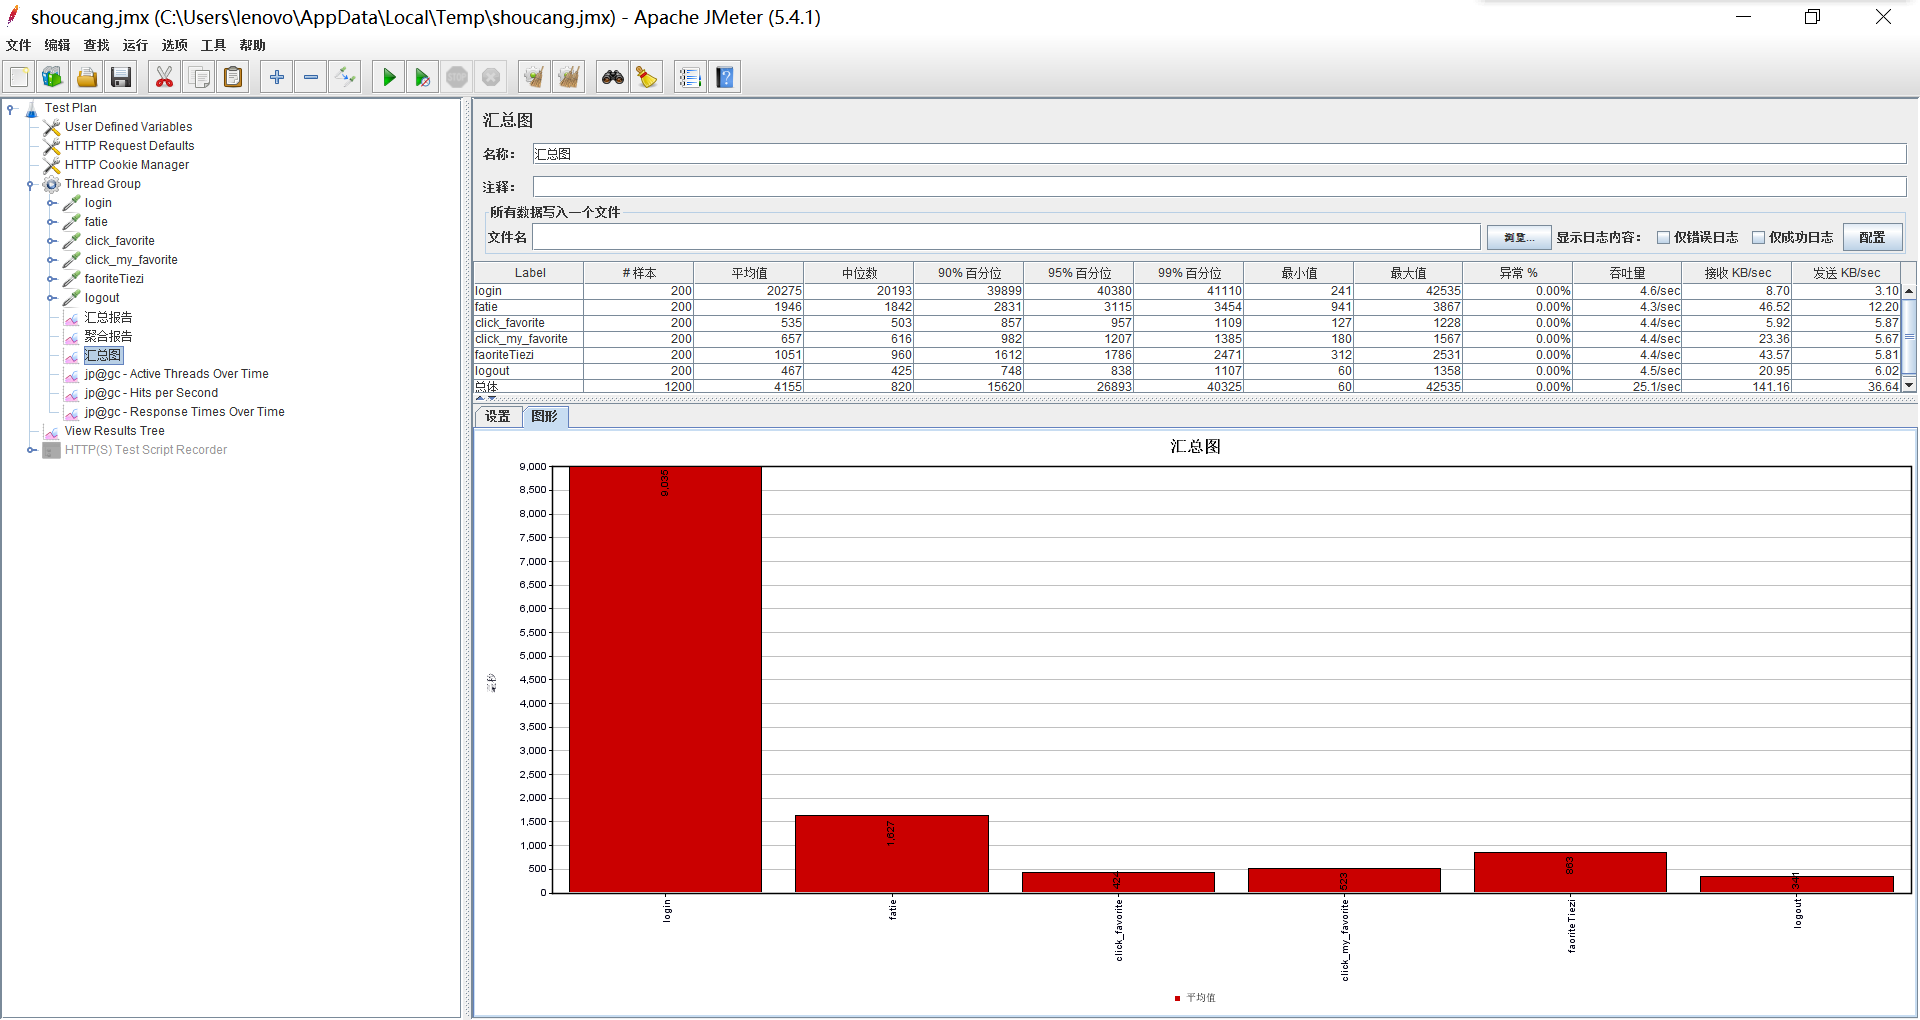 shoucang.jmx (C:\Users\lenovo\AppData\Local\Temp\shoucang.jmx) - Apache JMeter (5.4.1)
文件 编辑 查找 运行 选项 工具 帮助
Test Plan
User Defined Variables
HTTP Request Defaults
HTTP Cookie Manager
Thread Group
login
fatie
click_favorite
click_my_favorite
faoriteTiezi
logout
汇总报告
聚合报告
汇总图
jp@gc - Active Threads Over Time
jp@gc - Hits per Second
jp@gc - Response Times Over Time
View Results Tree
HTTP(S) Test Script Recorder
汇总图
名称： 汇总图
注释：
所有数据写入一个文件
文件名 浏览... 显示日志内容： 仅错误日志 仅成功日志 配置
Label # 样本 平均值 中位数 90% 百分位 95% 百分位 99% 百分位 最小值 最大值 异常 % 吞吐量 接收 KB/sec 发送 KB/sec
login 200 20275 20193 39899 40380 41110 241 42535 0.00% 4.6/sec 8.70 3.10
fatie 200 1946 1842 2831 3115 3454 941 3867 0.00% 4.3/sec 46.52 12.20
click_favorite 200 535 503 857 957 1109 127 1228 0.00% 4.4/sec 5.92 5.87
click_my_favorite 200 657 616 982 1207 1385 180 1567 0.00% 4.4/sec 23.36 5.67
faoriteTiezi 200 1051 960 1612 1786 2471 312 2531 0.00% 4.4/sec 43.57 5.81
logout 200 467 425 748 838 1107 60 1358 0.00% 4.5/sec 20.95 6.02
总体 1200 4155 820 15620 26893 40325 60 42535 0.00% 25.1/sec 141.16 36.64
设置 图形
汇总图
9,000
8,500
8,000
7,500
7,000
6,500
6,000
5,500
5,000
4,500
4,000
3,500
3,000
2,500
2,000
1,500
1,000
500
0
毫秒
1,627
424
523
863
341
login
fatie
click_favorite
click_my_favorite
faoriteTiezi
logout
平均值